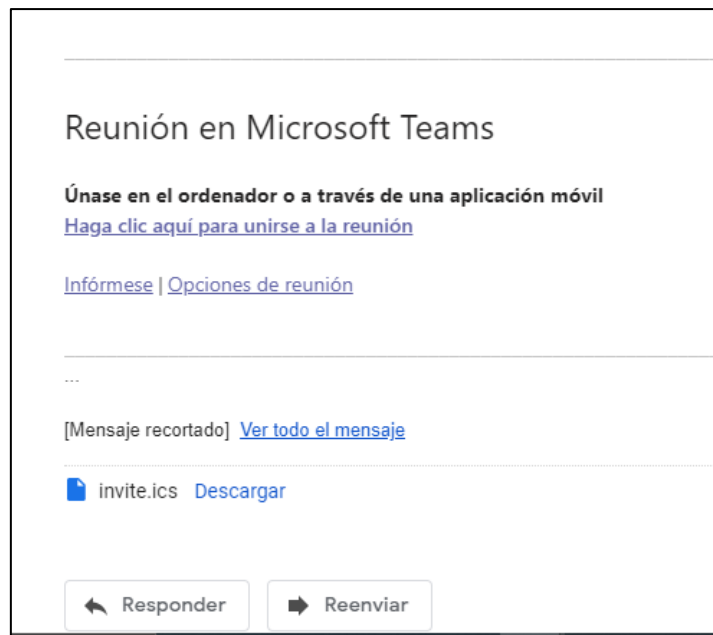 Reunión en Microsoft Teams
Únase en el ordenador o a través de una aplicación móvil
Haga clic aquí para unirse a la reunión
Infórmese | Opciones de reunión
...
[Mensaje recortado] Ver todo el mensaje
invite.ics Descargar
Responder Reenviar